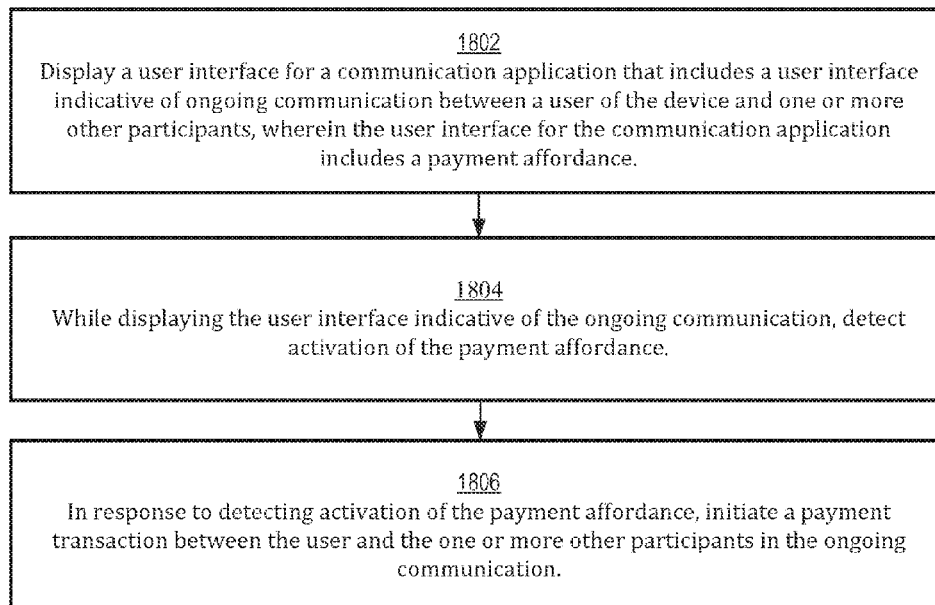 1802
Display a user interface for a communication application that includes a user interface
indicative of ongoing communication between a user of the device and one or more
other participants, wherein the user interface for the communication application
includes a payment affordance.
1804
While displaying the user interface indicative of the ongoing communication, detect
activation of the payment affordance.
1806
In response to detecting activation of the payment affordance, initiate a payment
transaction between the user and the one or more other participants in the ongoing
communication.